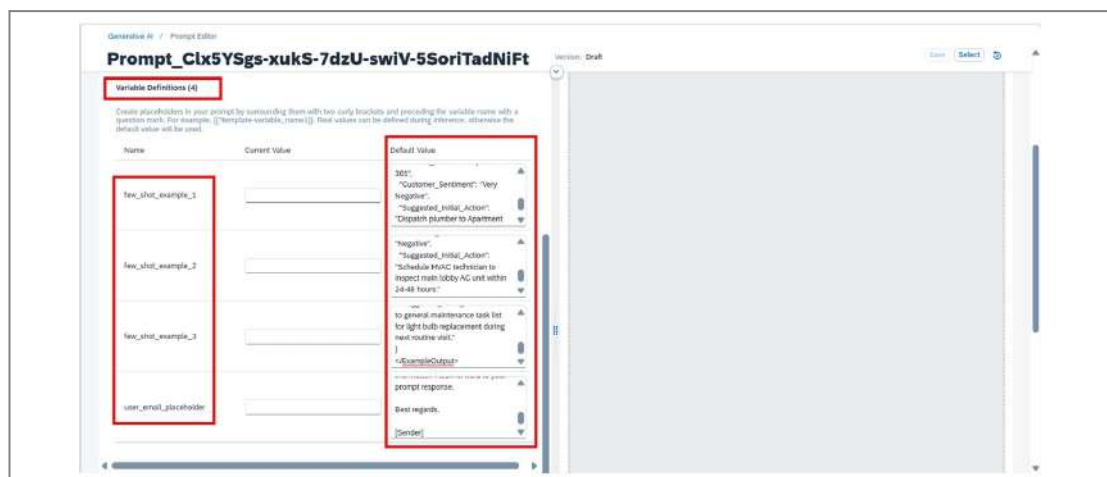 Generative AI / Prompt Editor
Prompt_Clx5YSgs-xukS-7dzU-swiV-5SoriTadNiFt
Version: Draft
Save Select
Variable Definitions (4)
Create placeholders in your prompt by surrounding them with two curly brackets and preceding the variable name with a
question mark. For example: {{?template-variable_name1}}. Real values can be defined during inference, otherwise the
default value will be used.
Name Current Value Default Value
few_shot_example_1
301",
"Customer_Sentiment": "Very
Negative",
"Suggested_Initial_Action":
"Dispatch plumber to Apartment
few_shot_example_2
"Negative",
"Suggested_Initial_Action":
"Schedule HVAC technician to
inspect main lobby AC unit within
24-48 hours."
few_shot_example_3
to general maintenance task list
for light bulb replacement during
next routine visit."
}
</ExampleOutput>
user_email_placeholder
prompt response.
Best regards,
[Sender]